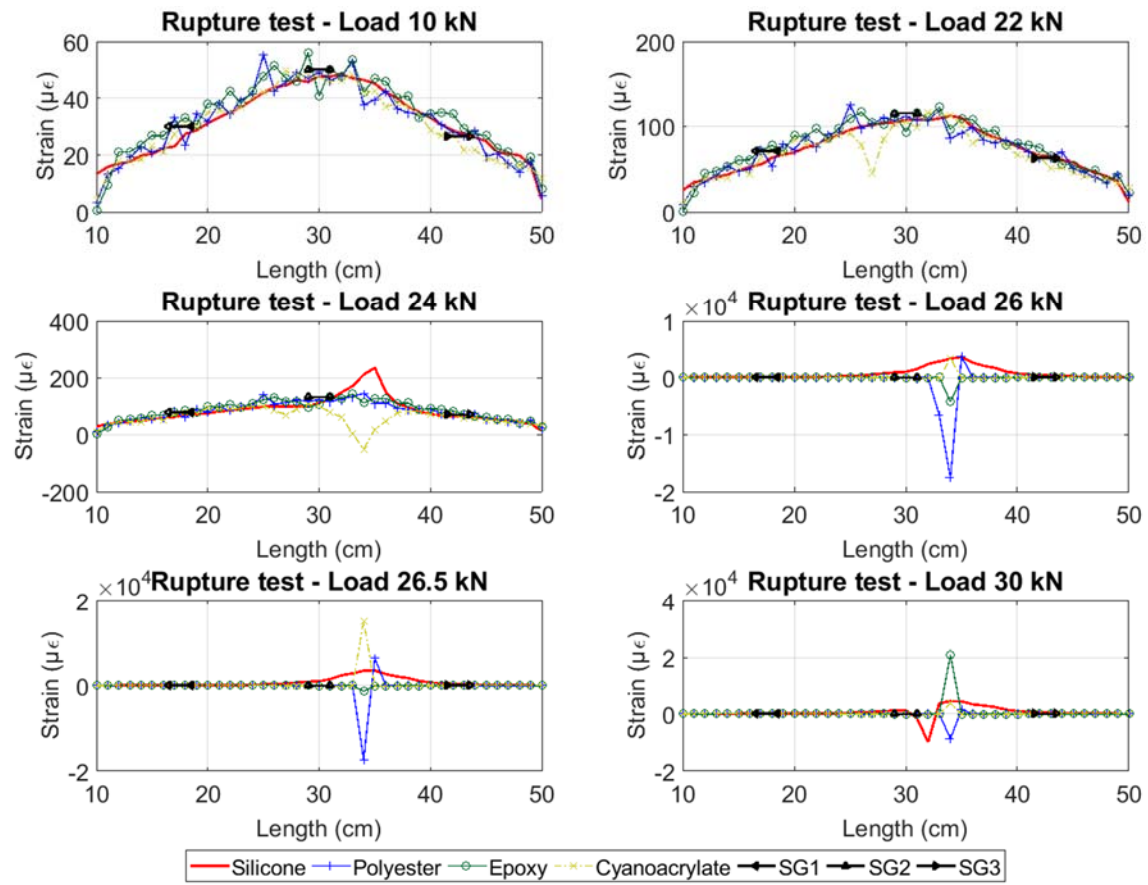 Rupture test - Load 10 kN
Strain (με)
60
40
20
0
10 20 30 40 50
Length (cm)
Rupture test - Load 22 kN
Strain (με)
200
100
0
10 20 30 40 50
Length (cm)
Rupture test - Load 24 kN
Strain (με)
400
200
0
-200
10 20 30 40 50
Length (cm)
×10⁴ Rupture test - Load 26 kN
Strain (με)
1
0
-1
-2
10 20 30 40 50
Length (cm)
×10⁴ Rupture test - Load 26.5 kN
Strain (με)
2
0
-2
10 20 30 40 50
Length (cm)
×10⁴ Rupture test - Load 30 kN
Strain (με)
4
2
0
-2
10 20 30 40 50
Length (cm)
Silicone Polyester Epoxy Cyanoacrylate SG1 SG2 SG3